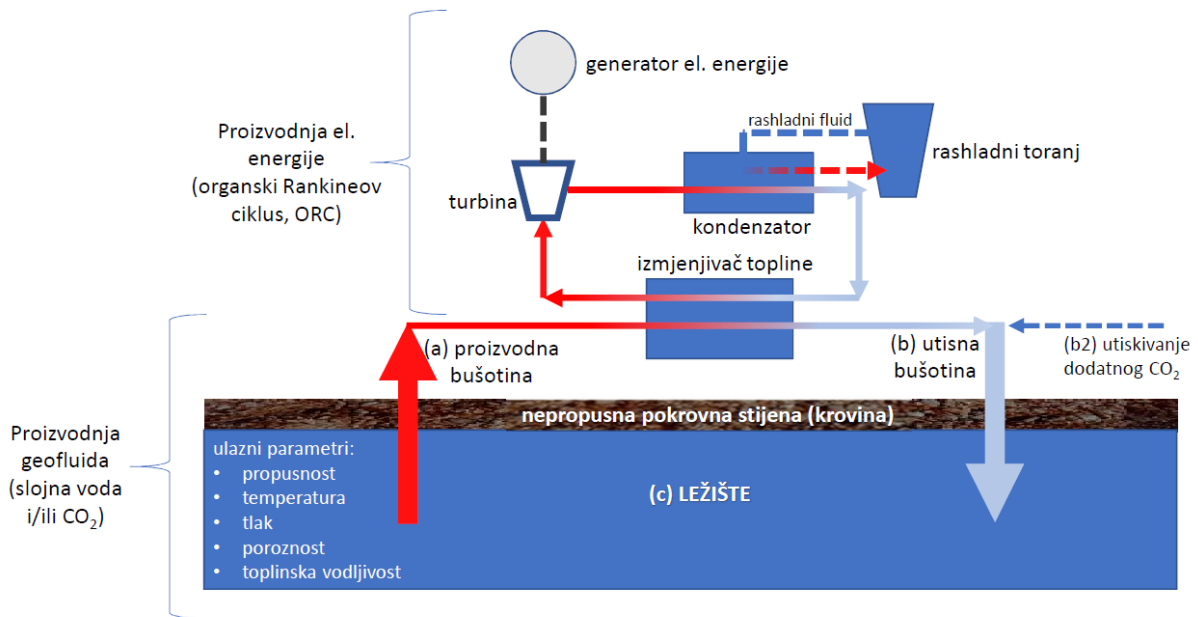 generator el. energije
Proizvodnja el.
energije
(organski Rankineov
ciklus, ORC)
rashladni fluid
rashladni toranj
turbina
kondenzator
izmjenjivač topline
(a) proizvodna
bušotina
(b) utisna
bušotina
(b2) utiskivanje
dodatnog CO₂
nepropusna pokrovna stijena (krovina)
Proizvodnja
geofluida
(slojna voda
i/ili CO₂)
ulazni parametri:
• propusnost
• temperatura
• tlak
• poroznost
• toplinska vodljivost
(c) LEŽIŠTE